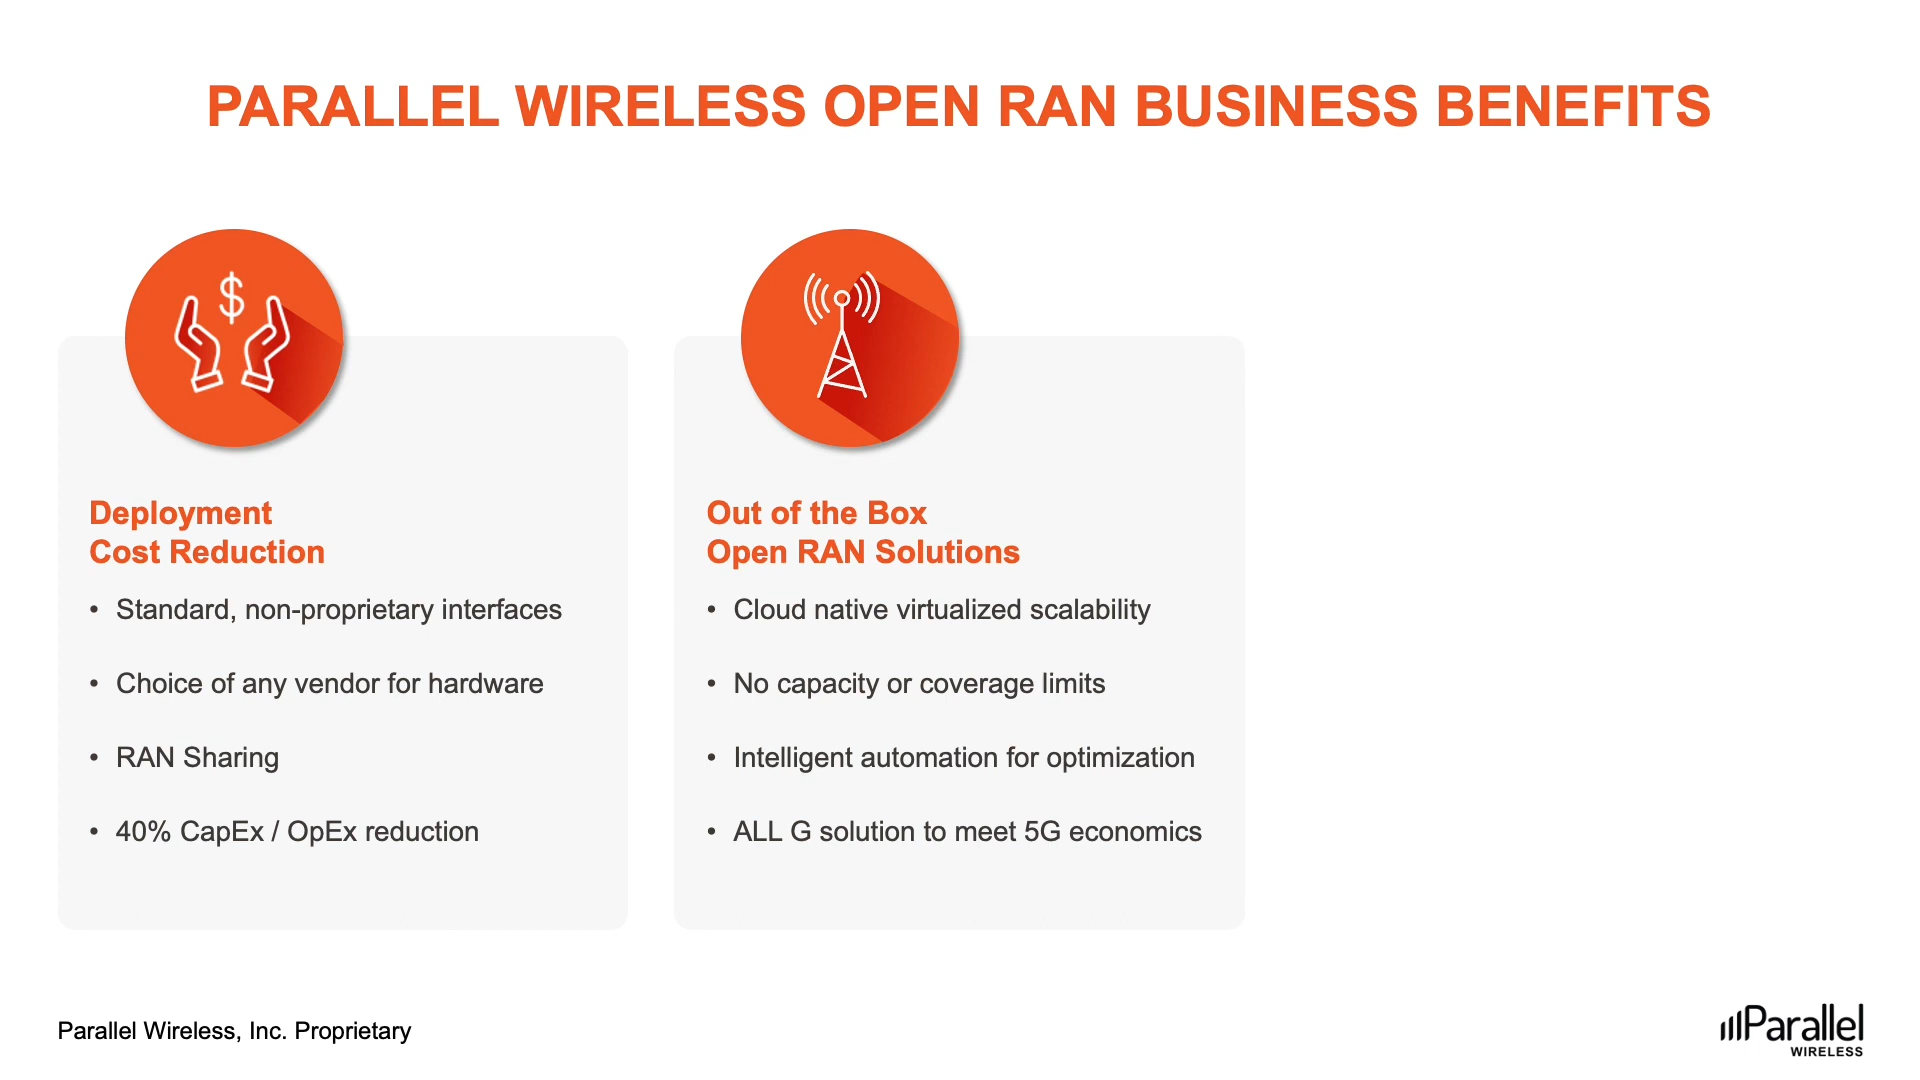 PARALLEL WIRELESS OPEN RAN BUSINESS BENEFITS
$
Deployment
Cost Reduction
• Standard, non-proprietary interfaces
• Choice of any vendor for hardware
• RAN Sharing
• 40% CapEx / OpEx reduction
Out of the Box
Open RAN Solutions
• Cloud native virtualized scalability
• No capacity or coverage limits
• Intelligent automation for optimization
• ALL G solution to meet 5G economics
Parallel Wireless, Inc. Proprietary
Parallel
WIRELESS